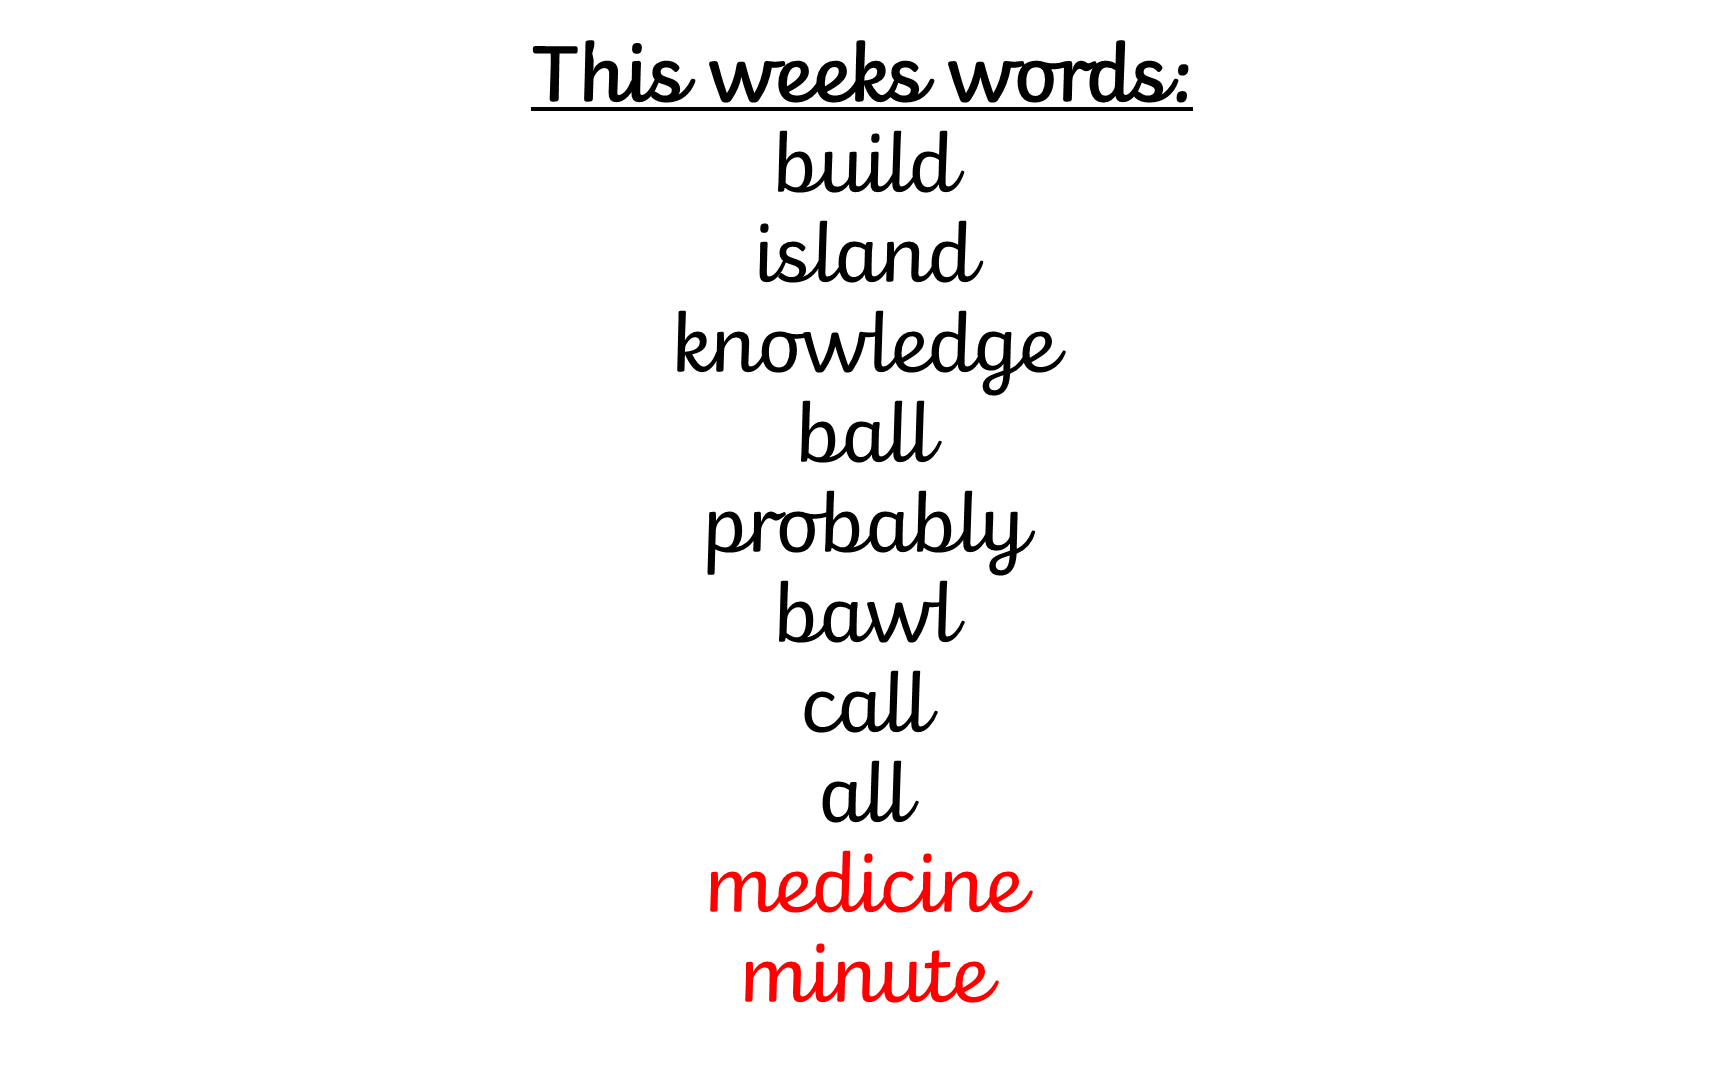 This weeks words:
build
island
knowledge
ball
probably
bawl
call
all
medicine
minute